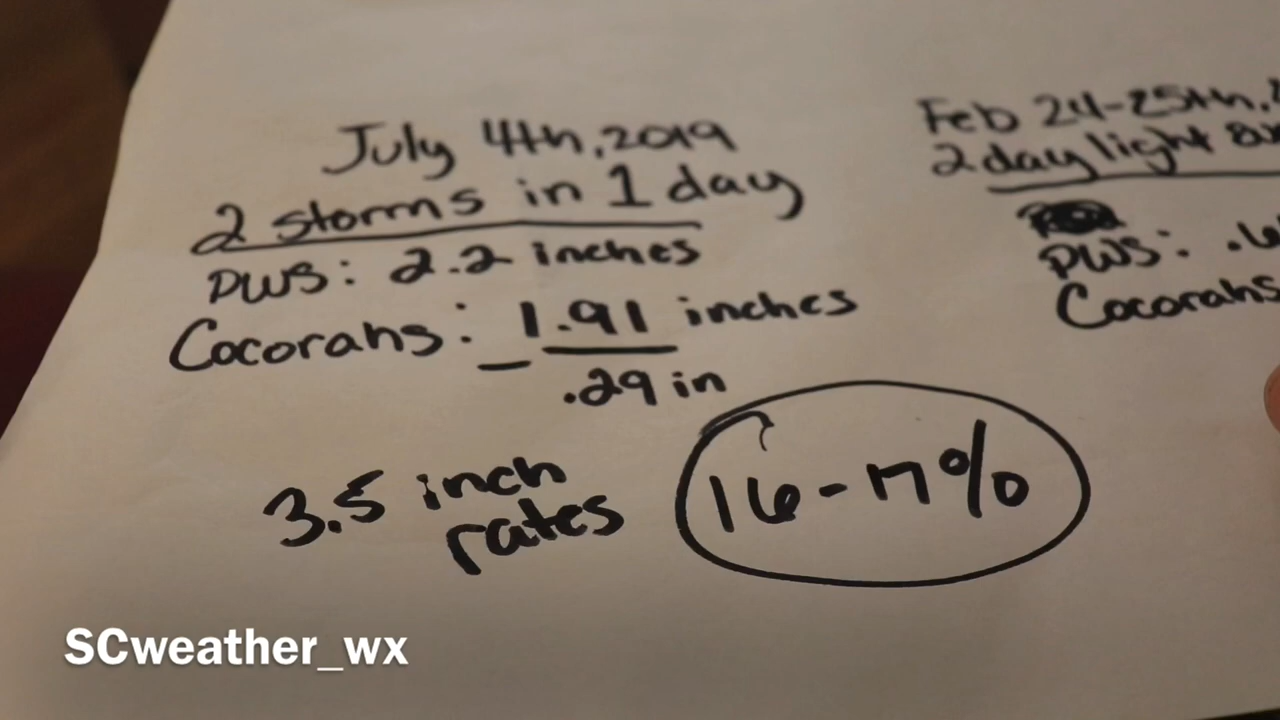 July 4th, 2019
2 storms in 1 day
PWS: 2.2 inches
Cocorahs: - 1.91 inches
.29 in
3.5 inch
rates
16-17%
Feb 24-25th,
2 day light
PWS:
Cocorahs
SCweather_wx